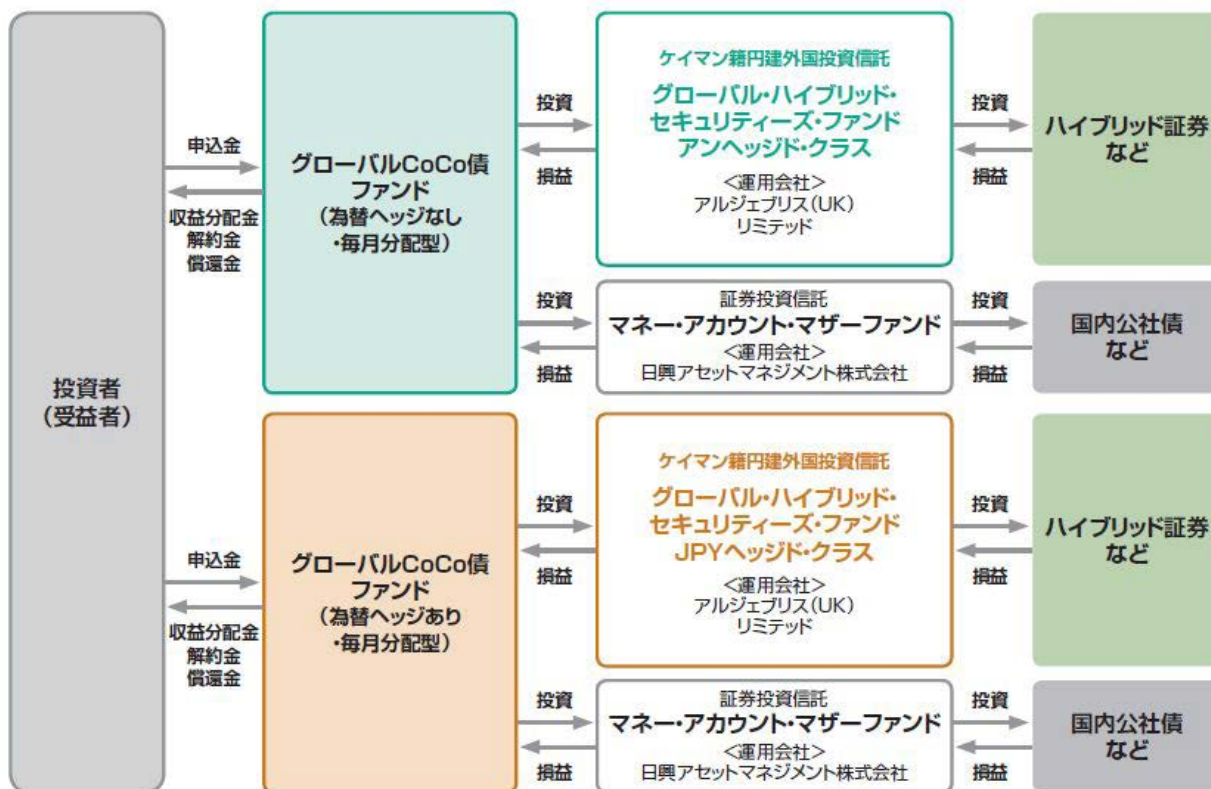 投資者
（受益者）
申込金
収益分配金
解約金
償還金
グローバルCoCo債
ファンド
（為替ヘッジなし
・毎月分配型）
投資
損益
ケイマン籍円建外国投資信託
グローバル・ハイブリッド・
セキュリティーズ・ファンド
アンヘッジド・クラス
＜運用会社＞
アルジェブリス（UK）
リミテッド
投資
損益
ハイブリッド証券
など
投資
損益
証券投資信託
マネー・アカウント・マザーファンド
＜運用会社＞
日興アセットマネジメント株式会社
投資
損益
国内公社債
など
申込金
収益分配金
解約金
償還金
グローバルCoCo債
ファンド
（為替ヘッジあり
・毎月分配型）
投資
損益
ケイマン籍円建外国投資信託
グローバル・ハイブリッド・
セキュリティーズ・ファンド
JPYヘッジド・クラス
＜運用会社＞
アルジェブリス（UK）
リミテッド
投資
損益
ハイブリッド証券
など
投資
損益
証券投資信託
マネー・アカウント・マザーファンド
＜運用会社＞
日興アセットマネジメント株式会社
投資
損益
国内公社債
など